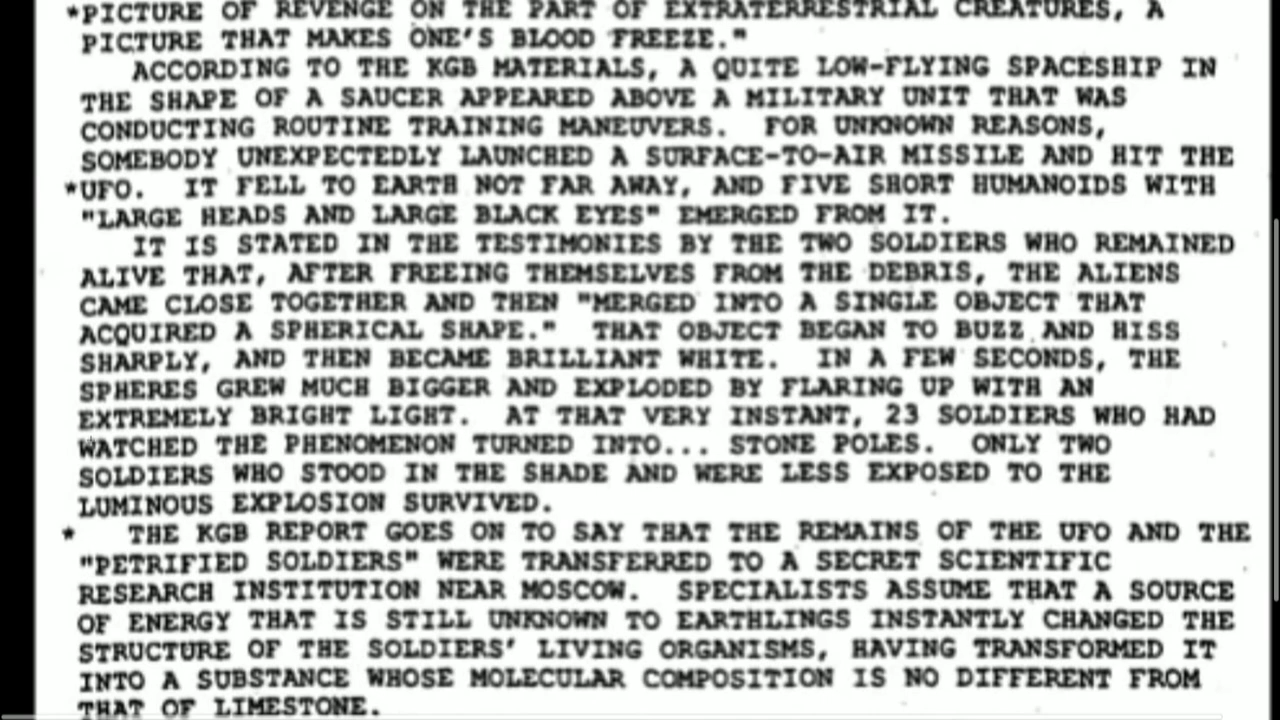 *PICTURE OF REVENGE ON THE PART OF EXTRATERRESTRIAL CREATURES, A
PICTURE THAT MAKES ONE'S BLOOD FREEZE."
ACCORDING TO THE KGB MATERIALS, A QUITE LOW-FLYING SPACESHIP IN
THE SHAPE OF A SAUCER APPEARED ABOVE A MILITARY UNIT THAT WAS
CONDUCTING ROUTINE TRAINING MANEUVERS. FOR UNKNOWN REASONS,
SOMEBODY UNEXPECTEDLY LAUNCHED A SURFACE-TO-AIR MISSILE AND HIT THE
*UFO. IT FELL TO EARTH NOT FAR AWAY, AND FIVE SHORT HUMANOIDS WITH
"LARGE HEADS AND LARGE BLACK EYES" EMERGED FROM IT.
IT IS STATED IN THE TESTIMONIES BY THE TWO SOLDIERS WHO REMAINED
ALIVE THAT, AFTER FREEING THEMSELVES FROM THE DEBRIS, THE ALIENS
CAME CLOSE TOGETHER AND THEN "MERGED INTO A SINGLE OBJECT THAT
ACQUIRED A SPHERICAL SHAPE." THAT OBJECT BEGAN TO BUZZ AND HISS
SHARPLY, AND THEN BECAME BRILLIANT WHITE. IN A FEW SECONDS, THE
SPHERES GREW MUCH BIGGER AND EXPLODED BY FLARING UP WITH AN
EXTREMELY BRIGHT LIGHT. AT THAT VERY INSTANT, 23 SOLDIERS WHO HAD
WATCHED THE PHENOMENON TURNED INTO... STONE POLES. ONLY TWO
SOLDIERS WHO STOOD IN THE SHADE AND WERE LESS EXPOSED TO THE
LUMINOUS EXPLOSION SURVIVED.
* THE KGB REPORT GOES ON TO SAY THAT THE REMAINS OF THE UFO AND THE
"PETRIFIED SOLDIERS" WERE TRANSFERRED TO A SECRET SCIENTIFIC
RESEARCH INSTITUTION NEAR MOSCOW. SPECIALISTS ASSUME THAT A SOURCE
OF ENERGY THAT IS STILL UNKNOWN TO EARTHLINGS INSTANTLY CHANGED THE
STRUCTURE OF THE SOLDIERS' LIVING ORGANISMS, HAVING TRANSFORMED IT
INTO A SUBSTANCE WHOSE MOLECULAR COMPOSITION IS NO DIFFERENT FROM
THAT OF LIMESTONE.